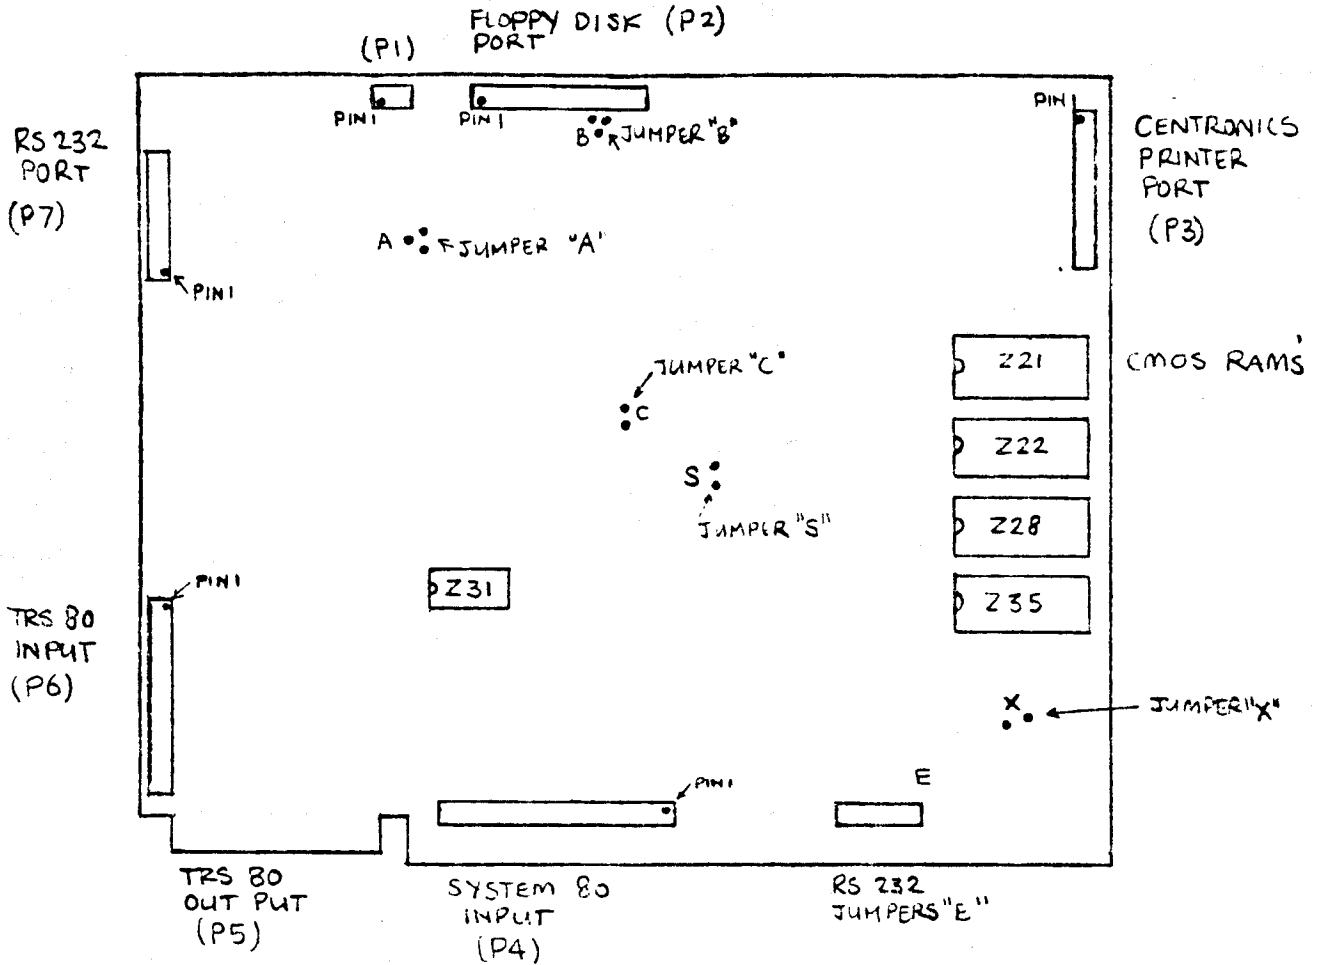 FLOPPY DISK (P2)
PORT
(P1)
PIN 1
PIN 1
PIN 1
B
JUMPER "B"
RS 232
PORT
(P7)
CENTRONICS
PRINTER
PORT
(P3)
A
JUMPER "A'
PIN 1
Z21
CMOS RAMS'
JUMPER "C"
C
Z22
S
JUMPER "S"
Z28
PIN 1
Z31
Z35
TRS 80
INPUT
(P6)
X
JUMPER "X"
PIN 1
E
TRS 80
OUT PUT
(P5)
SYSTEM 80
INPUT
(P4)
RS 232
JUMPERS "E"